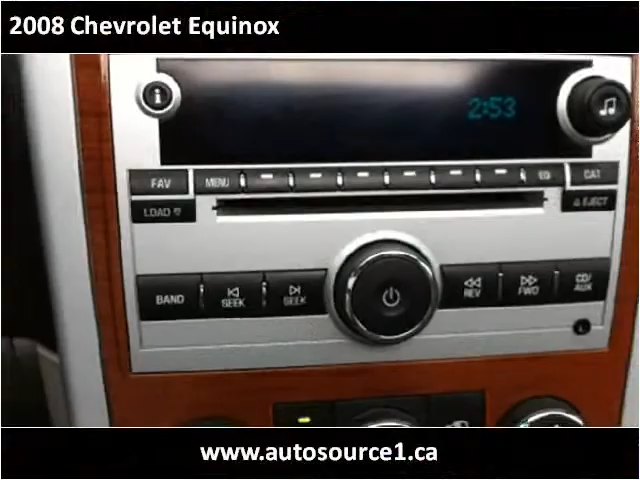 2008 Chevrolet Equinox
i
2:53
FAV
MENU
EQ
CAT
LOAD
EJECT
BAND
SEEK
SEEK
REV
FWD
CD/
AUX
www.autosource1.ca